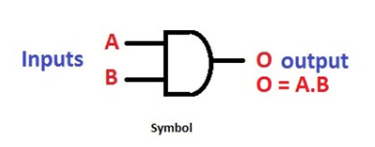 A
Inputs
B
O output
O = A.B
Symbol